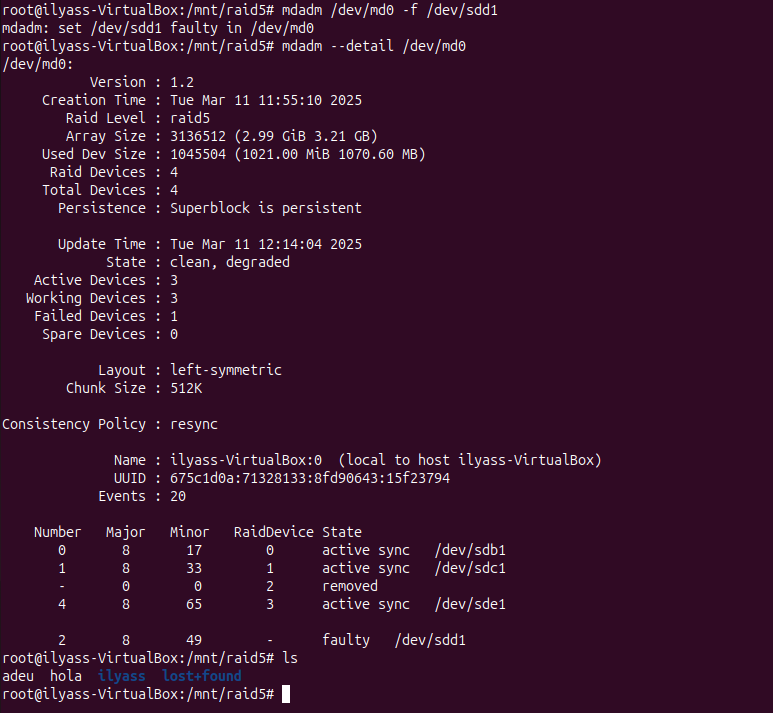 root@ilyass-VirtualBox:/mnt/raid5# mdadm /dev/md0 -f /dev/sdd1
mdadm: set /dev/sdd1 faulty in /dev/md0
root@ilyass-VirtualBox:/mnt/raid5# mdadm --detail /dev/md0
/dev/md0:
           Version : 1.2
     Creation Time : Tue Mar 11 11:55:10 2025
        Raid Level : raid5
        Array Size : 3136512 (2.99 GiB 3.21 GB)
     Used Dev Size : 1045504 (1021.00 MiB 1070.60 MB)
      Raid Devices : 4
     Total Devices : 4
       Persistence : Superblock is persistent

       Update Time : Tue Mar 11 12:14:04 2025
             State : clean, degraded
    Active Devices : 3
   Working Devices : 3
    Failed Devices : 1
     Spare Devices : 0

            Layout : left-symmetric
        Chunk Size : 512K

Consistency Policy : resync

              Name : ilyass-VirtualBox:0  (local to host ilyass-VirtualBox)
              UUID : 675c1d0a:71328133:8fd90643:15f23794
            Events : 20

    Number   Major   Minor   RaidDevice State
       0       8       17        0      active sync   /dev/sdb1
       1       8       33        1      active sync   /dev/sdc1
       -       0        0        2      removed
       4       8       65        3      active sync   /dev/sde1

       2       8       49        -      faulty   /dev/sdd1
root@ilyass-VirtualBox:/mnt/raid5# ls
adeu  hola  ilyass  lost+found
root@ilyass-VirtualBox:/mnt/raid5#